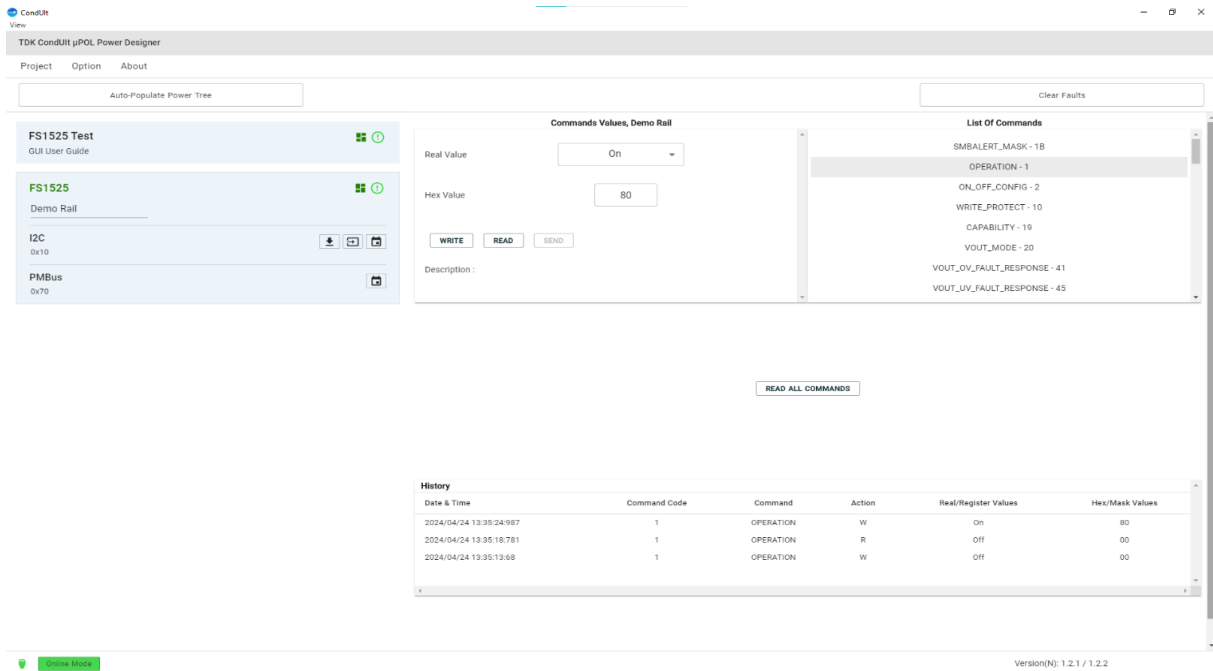 CondUIt
View
TDK CondUIt µPOL Power Designer
Project Option About
Auto-Populate Power Tree
Clear Faults
FS1525 Test
GUI User Guide
FS1525
Demo Rail
I2C
0x10
PMBus
0x70
Commands Values, Demo Rail
Real Value On
Hex Value 80
WRITE READ SEND
Description :
List Of Commands
SMBALERT_MASK - 1B
OPERATION - 1
ON_OFF_CONFIG - 2
WRITE_PROTECT - 10
CAPABILITY - 19
VOUT_MODE - 20
VOUT_OV_FAULT_RESPONSE - 41
VOUT_UV_FAULT_RESPONSE - 45
READ ALL COMMANDS
History
Date & Time Command Code Command Action Real/Register Values Hex/Mask Values
2024/04/24 13:35:24:987 1 OPERATION W On 80
2024/04/24 13:35:18:781 1 OPERATION R Off 00
2024/04/24 13:35:13:68 1 OPERATION W Off 00
Online Mode
Version(N): 1.2.1 / 1.2.2